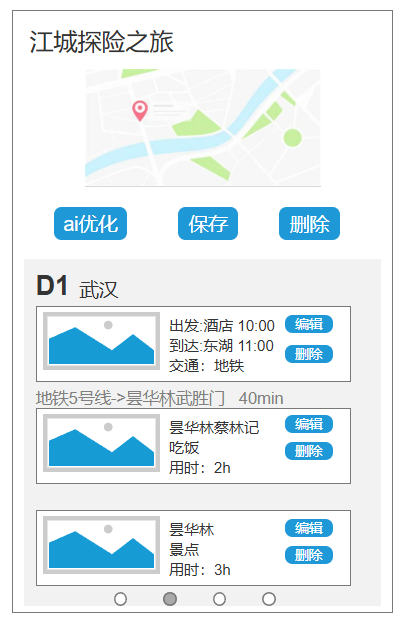 江城探险之旅
ai优化
保存
删除
D1 武汉
出发:酒店 10:00
到达:东湖 11:00
交通：地铁
编辑
删除
地铁5号线->昙华林武胜门 40min
昙华林蔡林记
吃饭
用时：2h
编辑
删除
昙华林
景点
用时：3h
编辑
删除